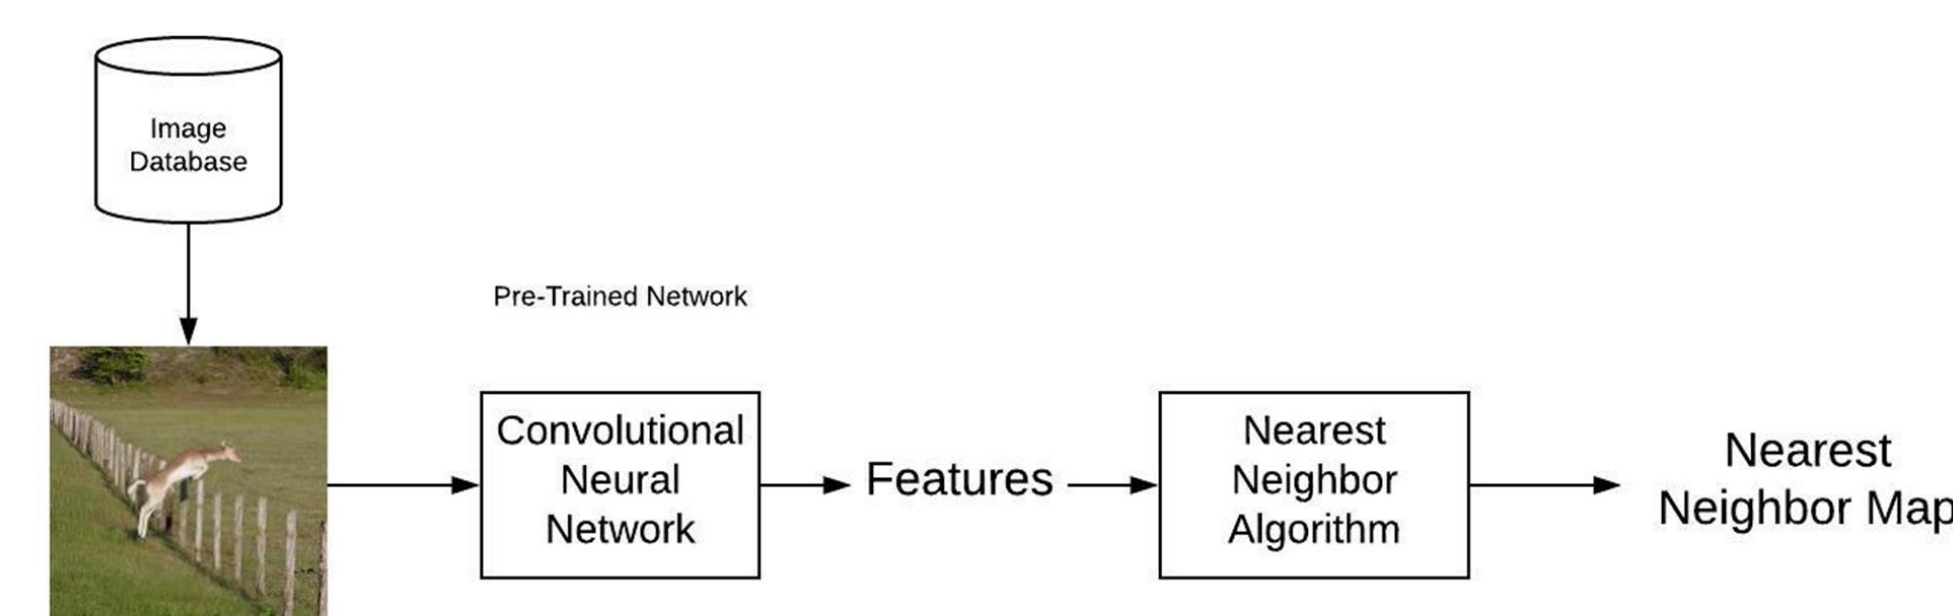 Image
Database
Pre-Trained Network
Convolutional
Neural
Network
Features
Nearest
Neighbor
Algorithm
Nearest
Neighbor Map